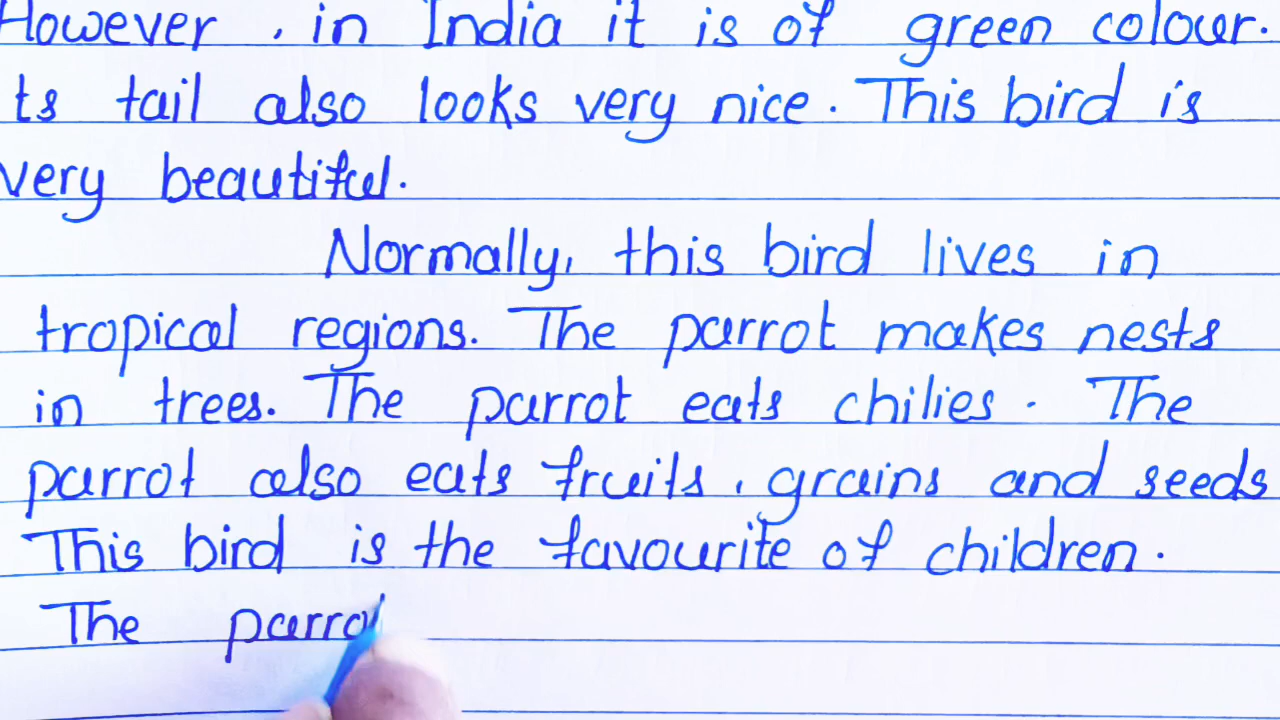 However , in India it is of green colour.
ts tail also looks very nice. This bird is
very beautiful.
Normally, this bird lives in
tropical regions. The parrot makes nests
in trees. The parrot eats chilies. The
parrot also eats fruits, grains and seeds
This bird is the favourite of children.
The parro